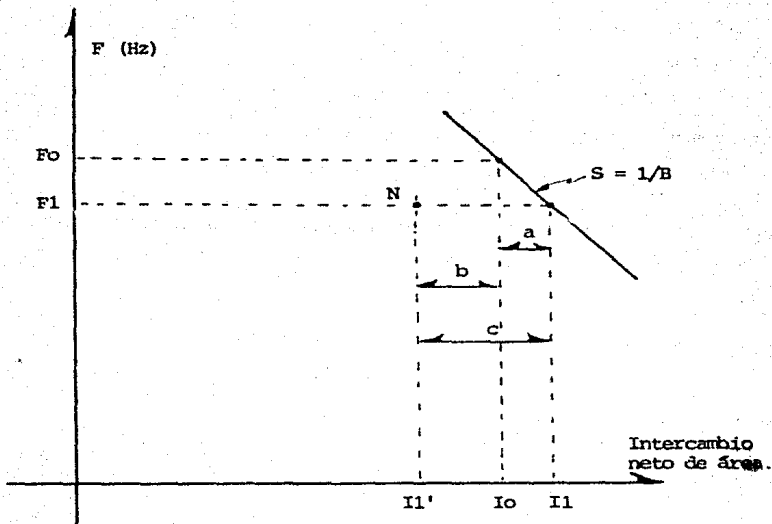 F (Hz)
Fo
S = 1/B
F1
N
a
b
c
Intercambio
neto de área.
I1'
Io
I1